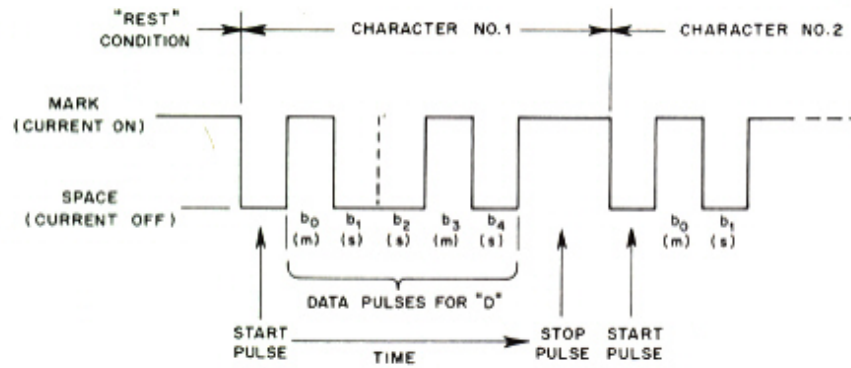 "REST"
CONDITION
CHARACTER NO.1
CHARACTER NO.2
MARK
(CURRENT ON)
SPACE
(CURRENT OFF)
b₀ b₁ b₂ b₃ b₄
(m) (s) (s) (m) (s)
b₀ b₁
(m) (s)
DATA PULSES FOR "D"
START
PULSE
TIME
STOP
PULSE
START
PULSE